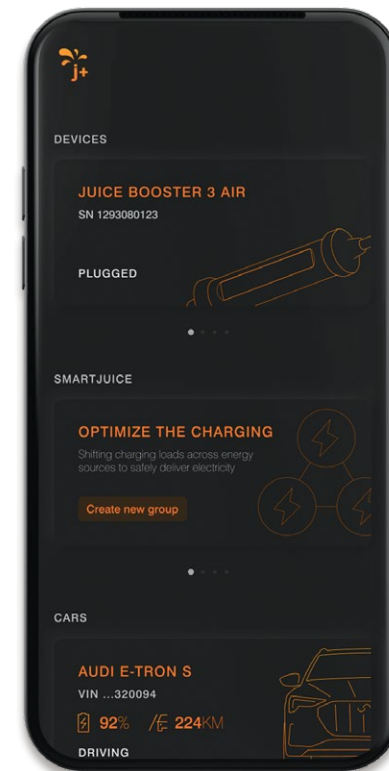 j+
DEVICES
JUICE BOOSTER 3 AIR
SN 1293080123
PLUGGED
SMARTJUICE
OPTIMIZE THE CHARGING
Shifting charging loads across energy
sources to safely deliver electricity
Create new group
CARS
AUDI E-TRON S
VIN ...320094
92% 224KM
DRIVING